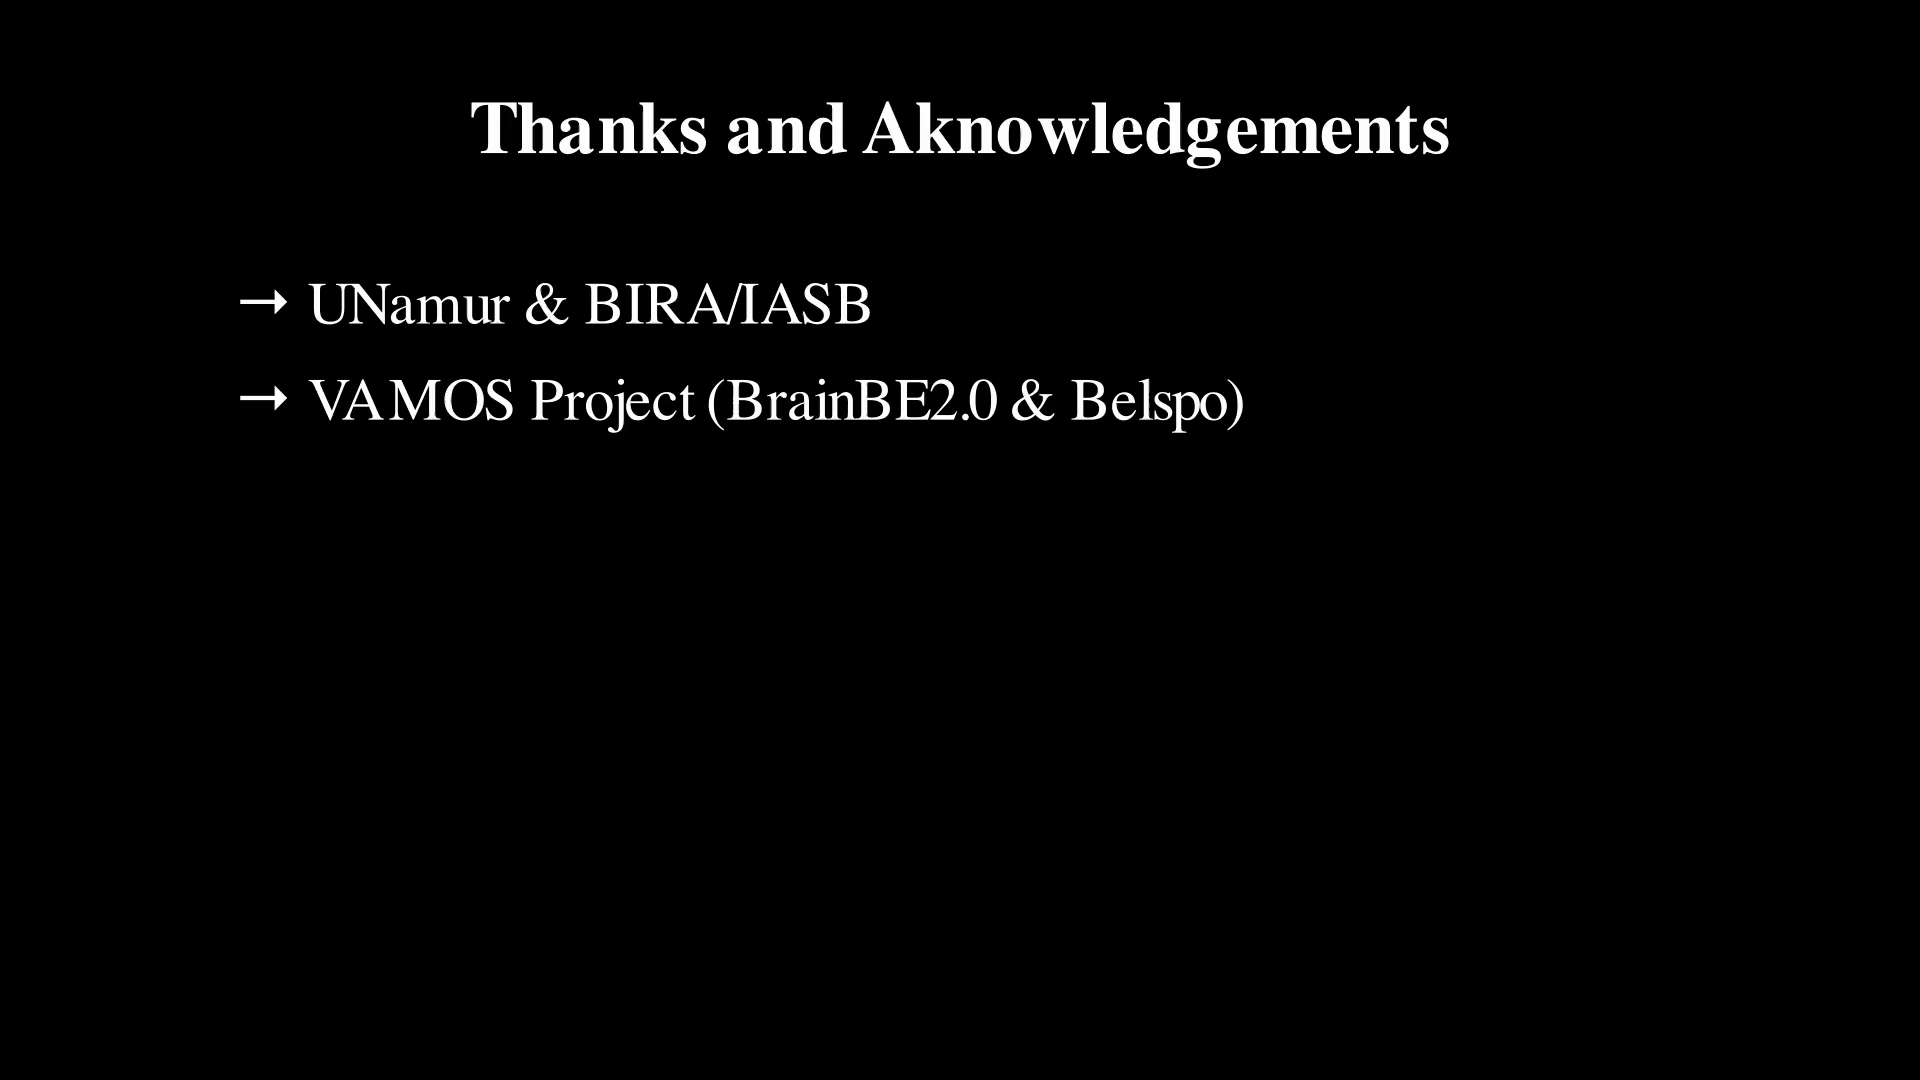 Thanks and Aknowledgements
→ UNamur & BIRA/IASB
→ VAMOS Project (BrainBE2.0 & Belspo)